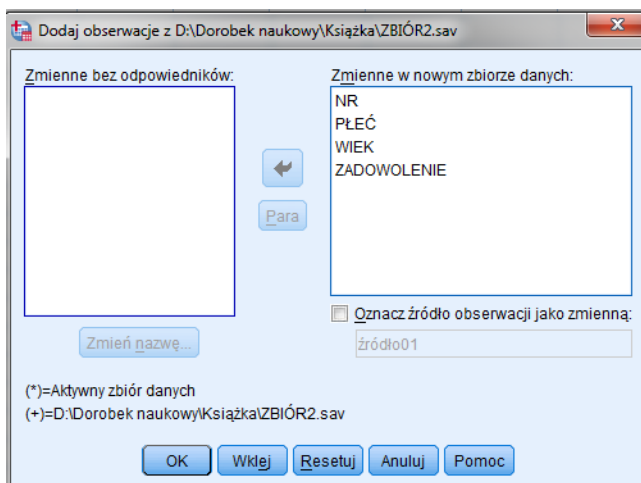 Dodaj obserwacje z D:\Dorobek naukowy\Książka\ZBIÓR2.sav
Zmienne bez odpowiedników:
Zmienne w nowym zbiorze danych:
NR
PŁEĆ
WIEK
ZADOWOLENIE
Para
Oznacz źródło obserwacji jako zmienną:
źródło01
Zmień nazwę...
(*)=Aktywny zbiór danych
(+)=D:\Dorobek naukowy\Książka\ZBIÓR2.sav
OK Wklej Resetuj Anuluj Pomoc